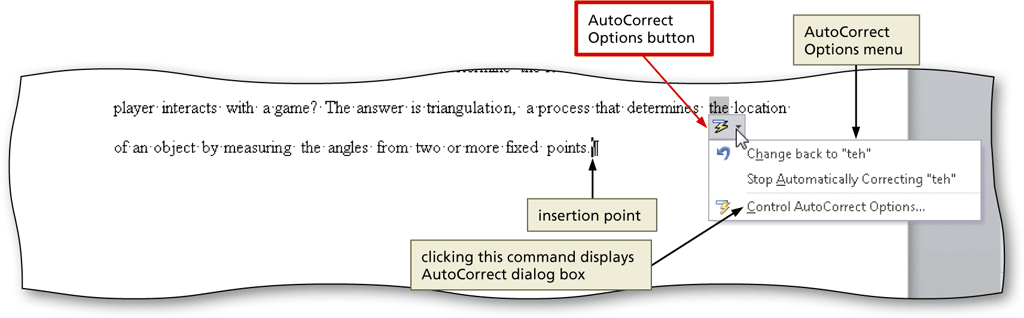 AutoCorrect
Options button
AutoCorrect
Options menu
player interacts with a game? The answer is triangulation, a process that determines the location
of an object by measuring the angles from two or more fixed points.¶
Change back to "teh"
Stop Automatically Correcting "teh"
Control AutoCorrect Options...
insertion point
clicking this command displays
AutoCorrect dialog box